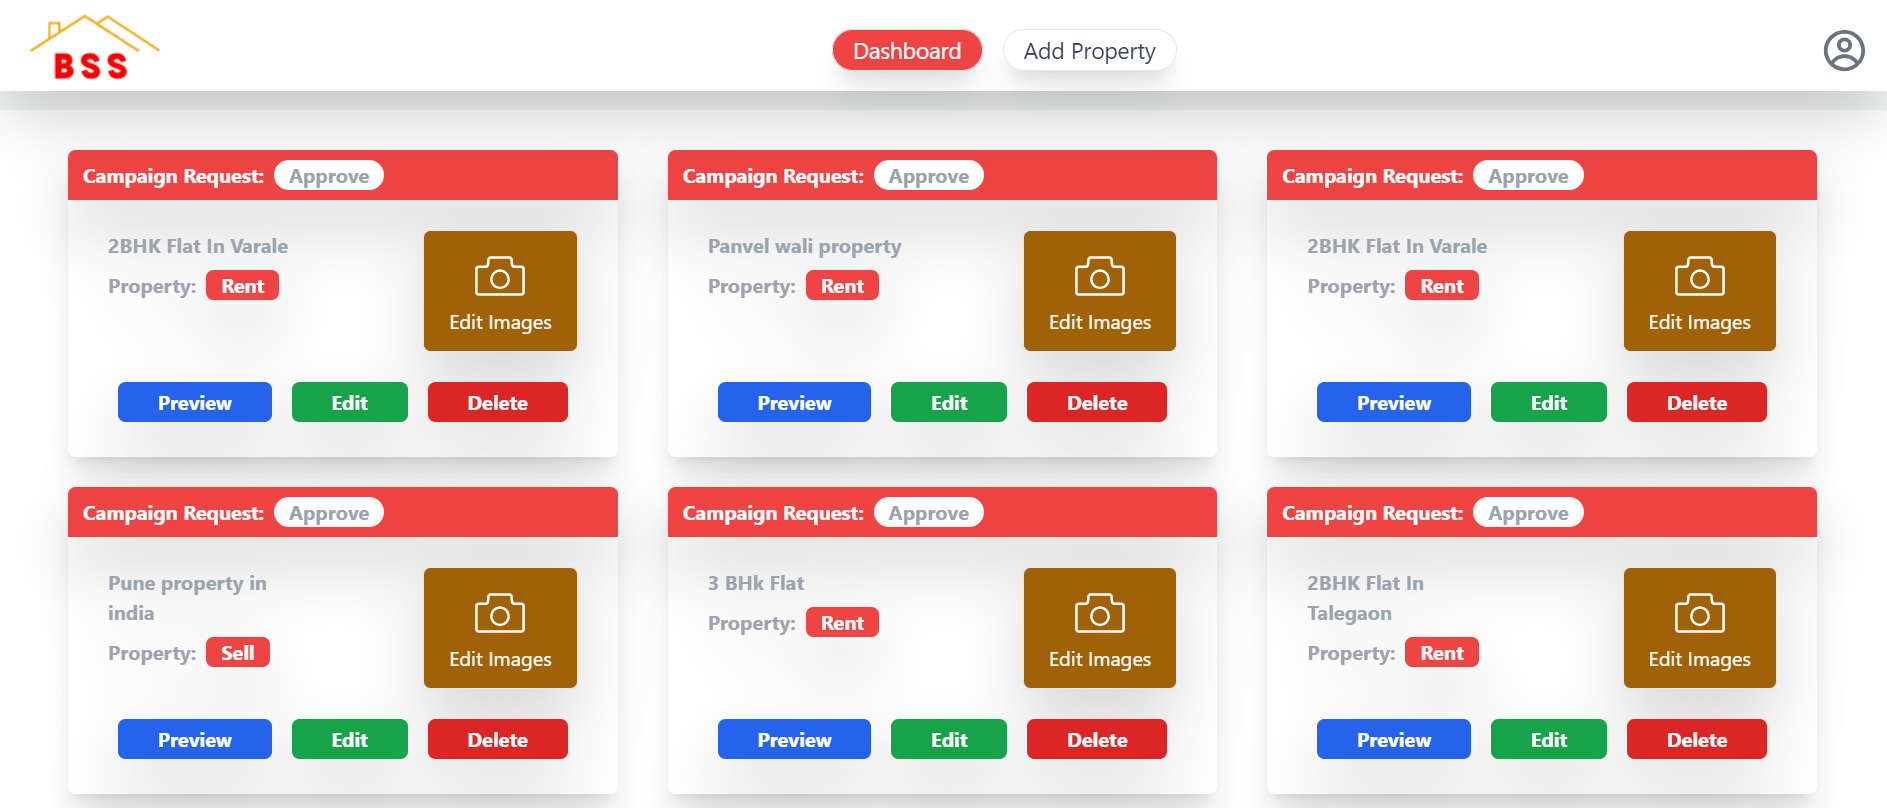 BSS
Dashboard
Add Property
Campaign Request: Approve
2BHK Flat In Varale
Property: Rent
Edit Images
Preview
Edit
Delete
Campaign Request: Approve
Panvel wali property
Property: Rent
Edit Images
Preview
Edit
Delete
Campaign Request: Approve
2BHK Flat In Varale
Property: Rent
Edit Images
Preview
Edit
Delete
Campaign Request: Approve
Pune property in
india
Property: Sell
Edit Images
Preview
Edit
Delete
Campaign Request: Approve
3 BHk Flat
Property: Rent
Edit Images
Preview
Edit
Delete
Campaign Request: Approve
2BHK Flat In
Talegaon
Property: Rent
Edit Images
Preview
Edit
Delete